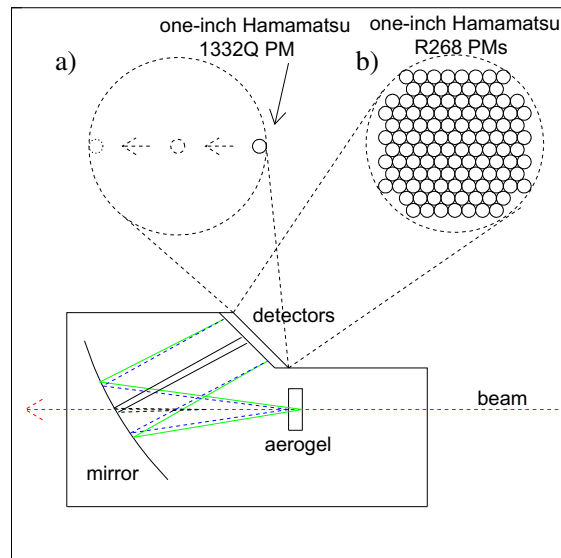 one-inch Hamamatsu
1332Q PM
one-inch Hamamatsu
R268 PMs
a)
b)
detectors
beam
aerogel
mirror